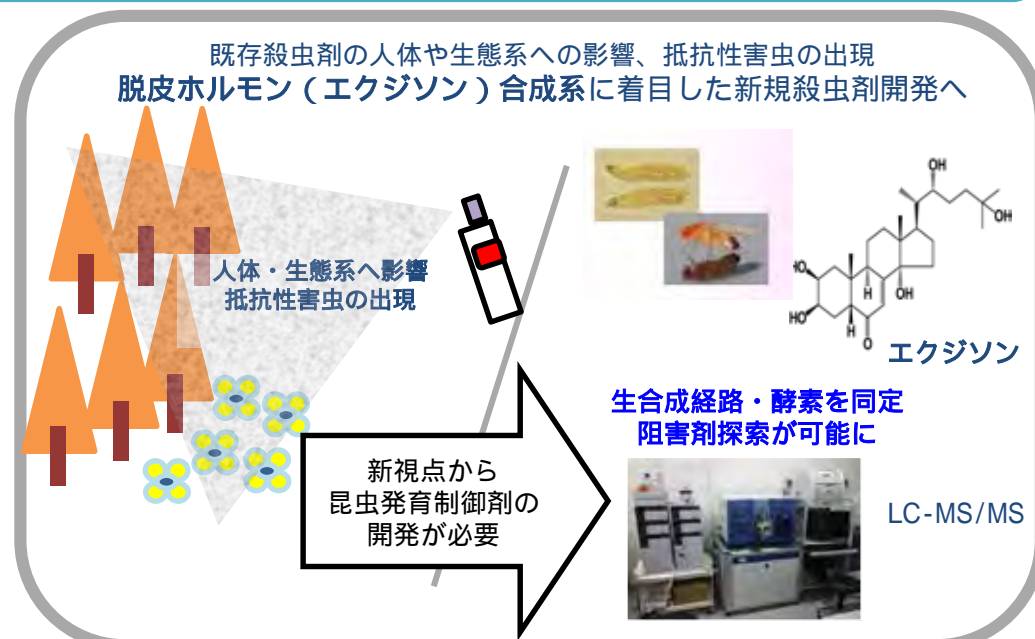 既存殺虫剤の人体や生態系への影響、抵抗性害虫の出現
脱皮ホルモン（エクジソン）合成系に着目した新規殺虫剤開発へ
人体・生態系へ影響
抵抗性害虫の出現
新視点から
昆虫発育制御剤の
開発が必要
OH
OH
HO
HO
H
H
OH
H
O
エクジソン
生合成経路・酵素を同定
阻害剤探索が可能に
LC-MS/MS